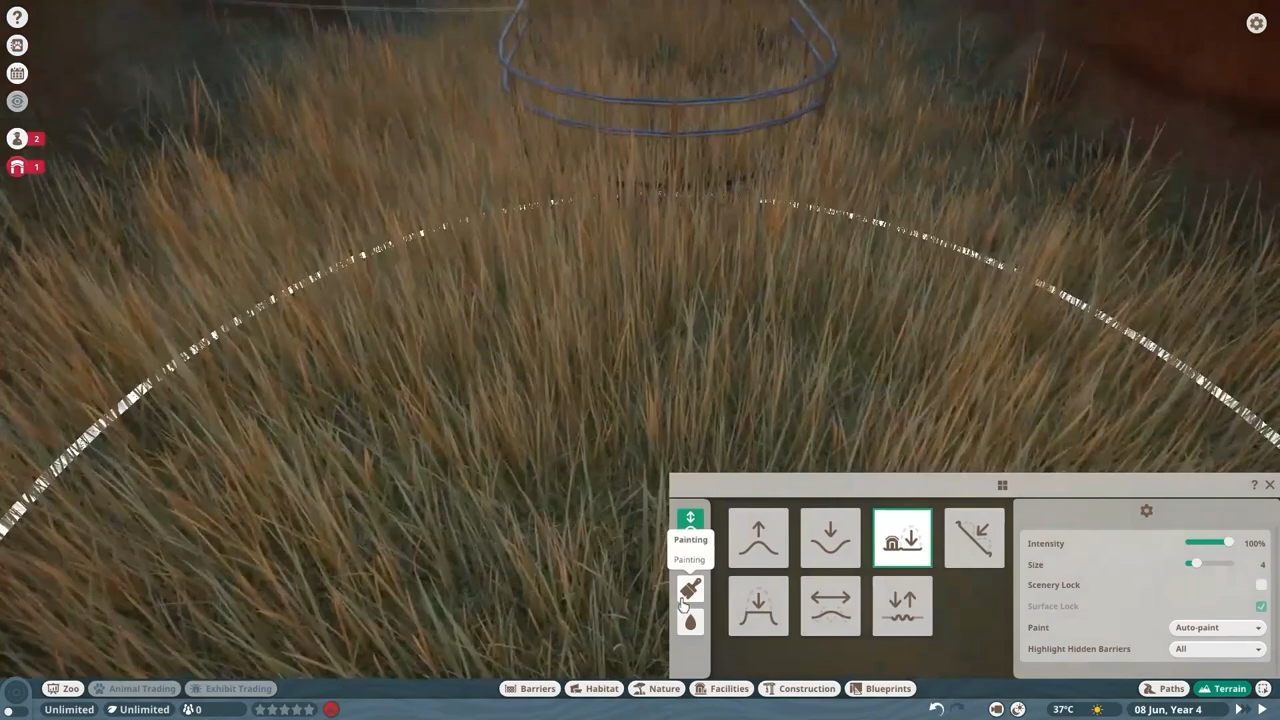 ?
2
1
? ×
Painting
Painting
Intensity 100%
Size 4
Scenery Lock
Surface Lock
Paint Auto-paint
Highlight Hidden Barriers All
Zoo Animal Trading Exhibit Trading Barriers Habitat Nature Facilities Construction Blueprints Paths Terrain
Unlimited Unlimited 0 37°C 08 Jun, Year 4